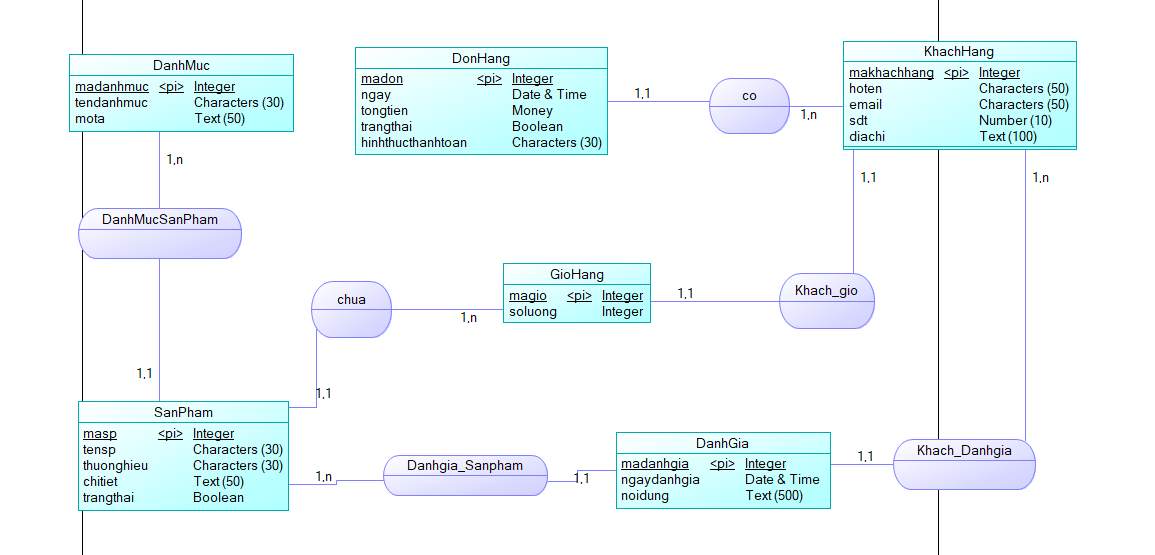 DanhMuc
madanhmuc <pi> Integer
tendanhmuc Characters (30)
mota Text (50)
DonHang
madon <pi> Integer
ngay Date & Time
tongtien Money
trangthai Boolean
hinhthucthanhtoan Characters (30)
1,1
co
1,n
KhachHang
makhachhang <pi> Integer
hoten Characters (50)
email Characters (50)
sdt Number (10)
diachi Text (100)
1,n
1,1
1,n
DanhMucSanPham
chua
1,n
GioHang
magio <pi> Integer
soluong Integer
1,1
Khach_gio
1,1
1,1
SanPham
masp <pi> Integer
tensp Characters (30)
thuonghieu Characters (30)
chitiet Text (50)
trangthai Boolean
1,n
Danhgia_Sanpham
1,1
DanhGia
madanhgia <pi> Integer
ngaydanhgia Date & Time
noidung Text (500)
1,1
Khach_Danhgia